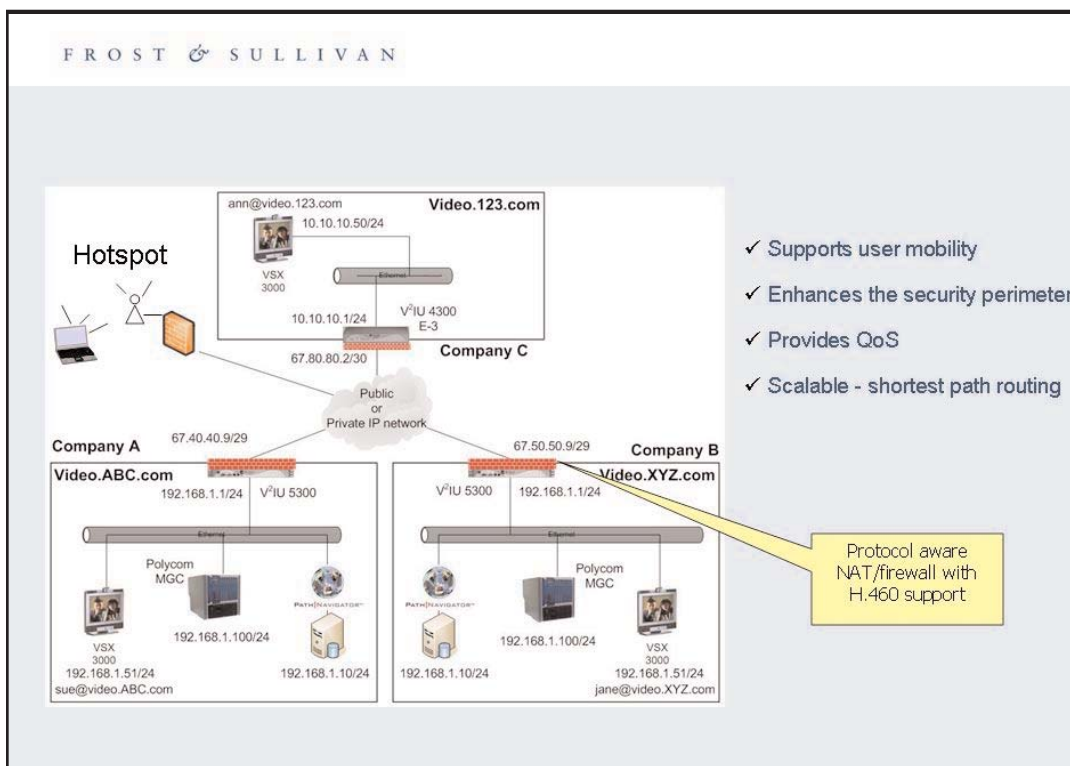 FROST & SULLIVAN
ann@video.123.com
Video.123.com
10.10.10.50/24
VSX
3000
Ethernet
10.10.10.1/24
V²IU 4300
E-3
67.80.80.2/30
Company C
Hotspot
Public
or
Private IP network
Company A
67.40.40.9/29
Video.ABC.com
192.168.1.1/24
V²IU 5300
Ethernet
Polycom
MGC
PATH NAVIGATOR™
VSX
3000
192.168.1.100/24
192.168.1.51/24
192.168.1.10/24
sue@video.ABC.com
67.50.50.9/29
Company B
Video.XYZ.com
V²IU 5300
192.168.1.1/24
Ethernet
PATH NAVIGATOR™
Polycom
MGC
192.168.1.100/24
VSX
3000
192.168.1.10/24
192.168.1.51/24
jane@video.XYZ.com
✓ Supports user mobility
✓ Enhances the security perimeter
✓ Provides QoS
✓ Scalable - shortest path routing
Protocol aware
NAT/firewall with
H.460 support